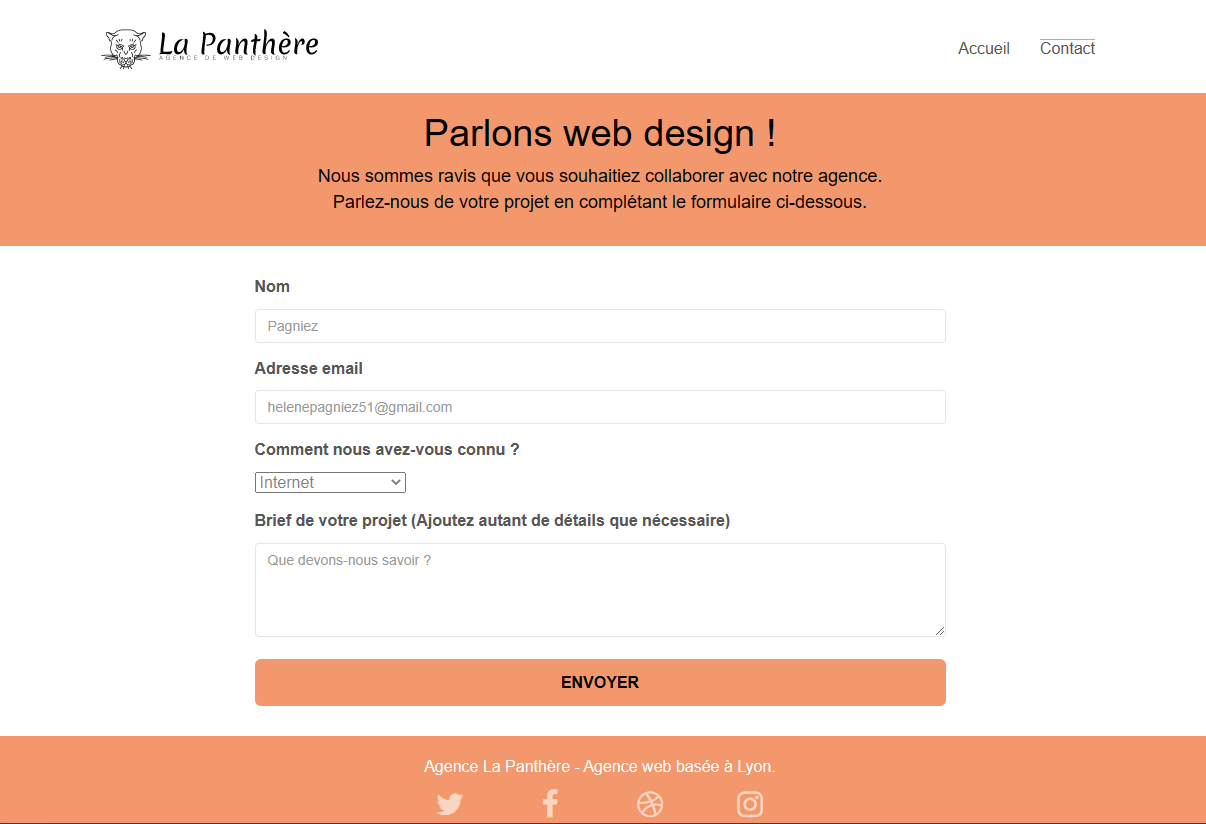 La Panthère
AGENCE DE WEB DESIGN
Accueil
Contact
Parlons web design !
Nous sommes ravis que vous souhaitiez collaborer avec notre agence.
Parlez-nous de votre projet en complétant le formulaire ci-dessous.
Nom
Pagniez
Adresse email
helenepagniez51@gmail.com
Comment nous avez-vous connu ?
Internet
Brief de votre projet (Ajoutez autant de détails que nécessaire)
Que devons-nous savoir ?
ENVOYER
Agence La Panthère - Agence web basée à Lyon.